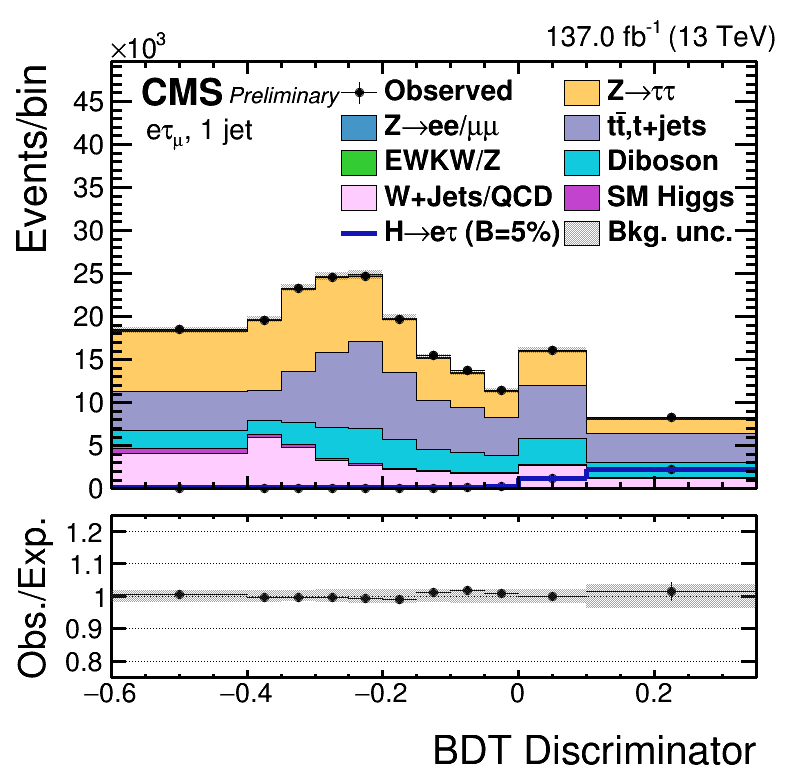 ×10³
137.0 fb⁻¹ (13 TeV)
Events/bin
CMS Preliminary
eτμ, 1 jet
Observed
Z→ττ
Z→ee/μμ
tt̄,t+jets
EWKW/Z
Diboson
W+Jets/QCD
SM Higgs
H→eτ (B=5%)
Bkg. unc.
45
40
35
30
25
20
15
10
5
0
Obs./Exp.
1.2
1.1
1
0.9
0.8
−0.6 −0.4 −0.2 0 0.2
BDT Discriminator